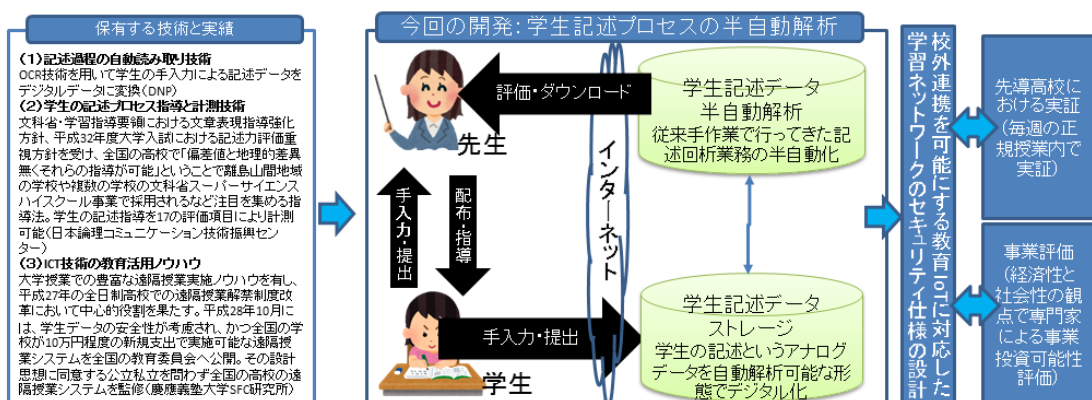 保有する技術と実績
(1)記述過程の自動読み取り技術
OCR技術を用いて学生の手入力による記述データを
デジタルデータに変換(DNP)
(2)学生の記述プロセス指導と計測技術
文科省・学習指導要領における文章表現指導強化
方針、平成32年度大学入試における記述力評価重
視方針を受け、全国の高校で「偏差値と地理的差異
無くそれらの指導が可能」ということで離島山間地域
の学校や複数の学校の文科省スーパーサイエンス
ハイスクール事業で採用されるなど注目を集める指
導法。学生の記述指導を17の評価項目により計測
可能(日本論理コミュニケーション技術振興セン
ター)
(3)ICT技術の教育活用ノウハウ
大学授業での豊富な遠隔授業実施ノウハウを有し、
平成27年の全日制高校での遠隔授業解禁制度改
革において中心的役割を果たす。平成28年10月に
は、学生データの安全性が考慮され、かつ全国の学
校が10万円程度の新規支出で実施可能な遠隔授
業システムを全国の教育委員会へ公開。その設計
思想に同意する公立私立を問わず全国の高校の遠
隔授業システムを監修(慶應義塾大学SFC研究所)
今回の開発:学生記述プロセスの半自動解析
評価・ダウンロード
先生
手入力・提出
配布・指導
インターネット
学生記述データ
半自動解析
従来手作業で行ってきた記
述回析業務の半自動化
手入力・提出
学生
学生記述データ
ストレージ
学生の記述というアナログ
データを自動解析可能な形
態でデジタル化
校外連携を可能にする教育IoTに対応した
学習ネットワークのセキュリティ仕様の設計
先導高校に
おける実証
(毎週の正
規授業内で
実証)
事業評価
(経済性と
社会性の観
点で専門家
による事業
投資可能性
評価)